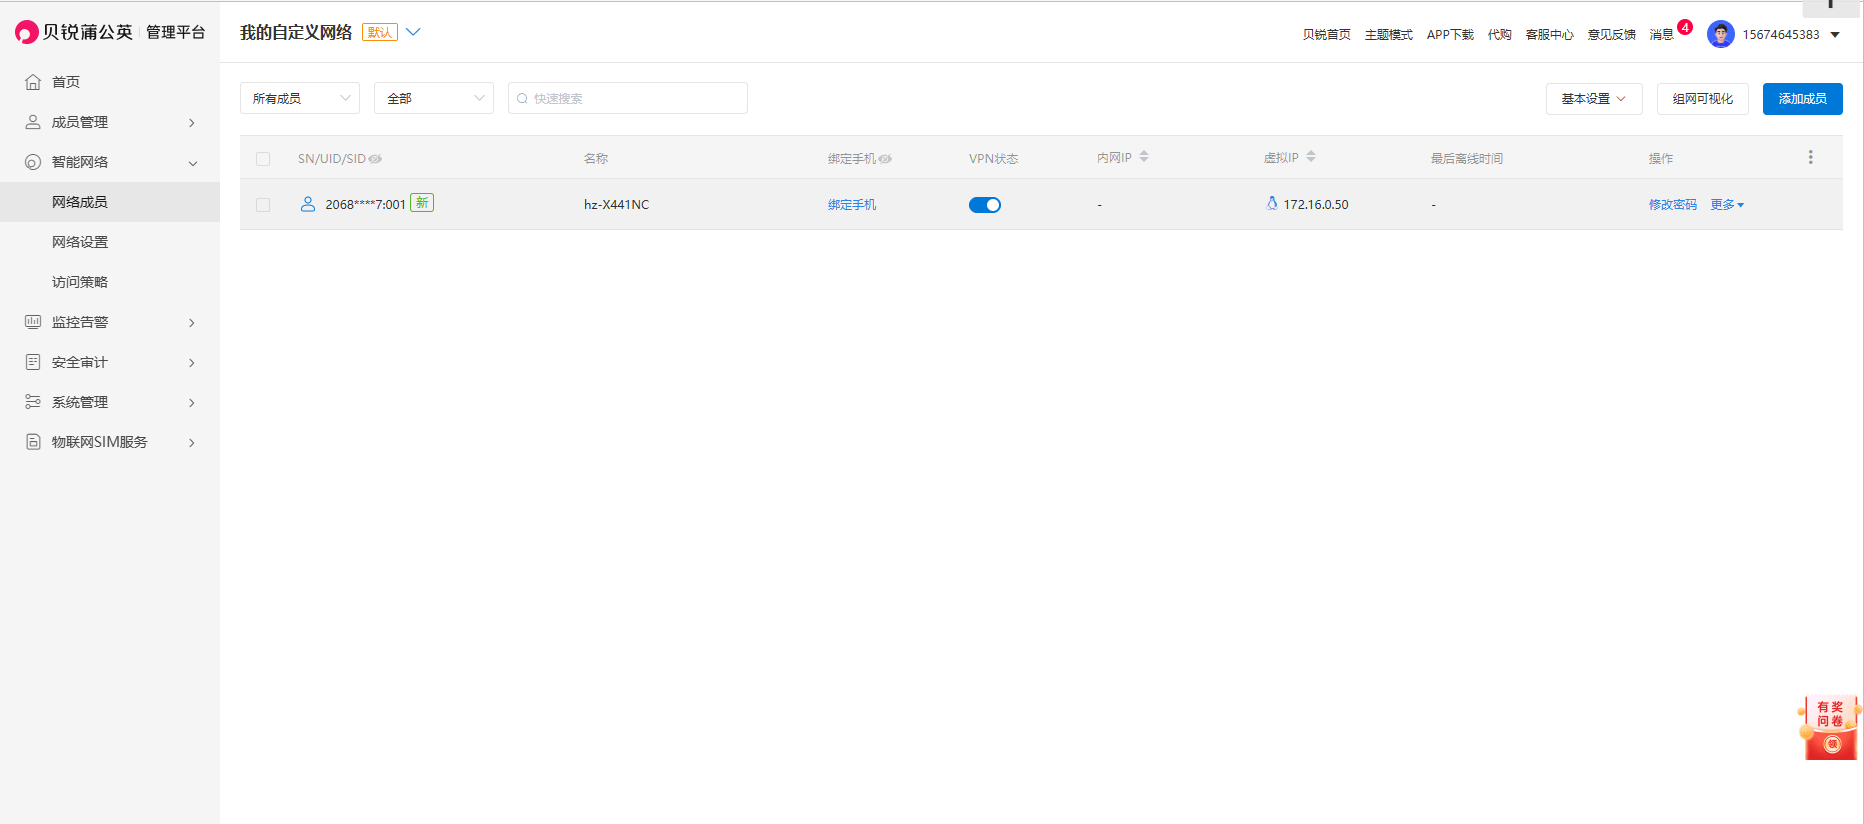 贝锐蒲公英 管理平台
我的自定义网络 默认
贝锐首页 主题模式 APP下载 代购 客服中心 意见反馈 消息 4 15674645383
首页
成员管理
智能网络
网络成员
网络设置
访问策略
监控告警
安全审计
系统管理
物联网SIM服务
所有成员 全部 快速搜索 基本设置 组网可视化 添加成员
SN/UID/SID 名称 绑定手机 VPN状态 内网IP 虚拟IP 最后离线时间 操作
2068****7:001 新 hz-X441NC 绑定手机 - 172.16.0.50 - 修改密码 更多
有奖
问卷
领